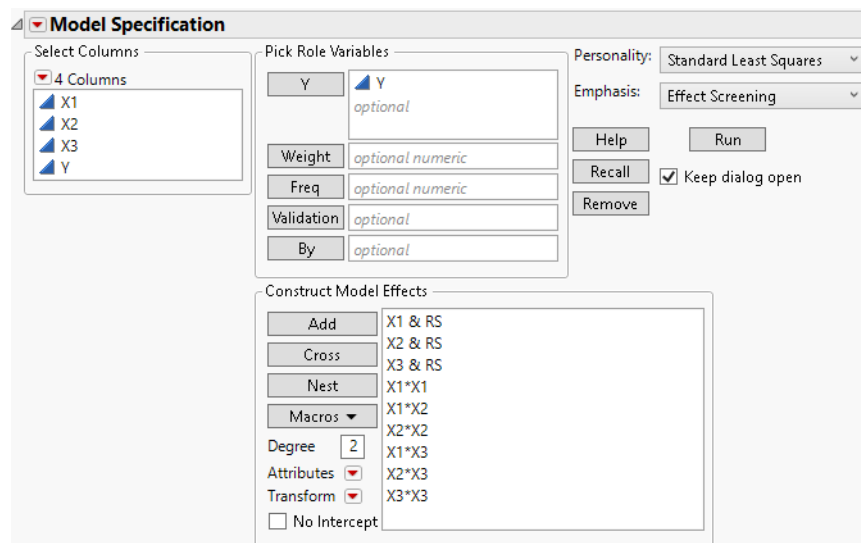 Model Specification
Select Columns
4 Columns
X1
X2
X3
Y
Pick Role Variables
Y
Y
optional
Weight
optional numeric
Freq
optional numeric
Validation
optional
By
optional
Personality:
Standard Least Squares
Emphasis:
Effect Screening
Help
Run
Recall
Keep dialog open
Remove
Construct Model Effects
Add
Cross
Nest
Macros
Degree
2
Attributes
Transform
No Intercept
X1 & RS
X2 & RS
X3 & RS
X1*X1
X1*X2
X2*X2
X1*X3
X2*X3
X3*X3